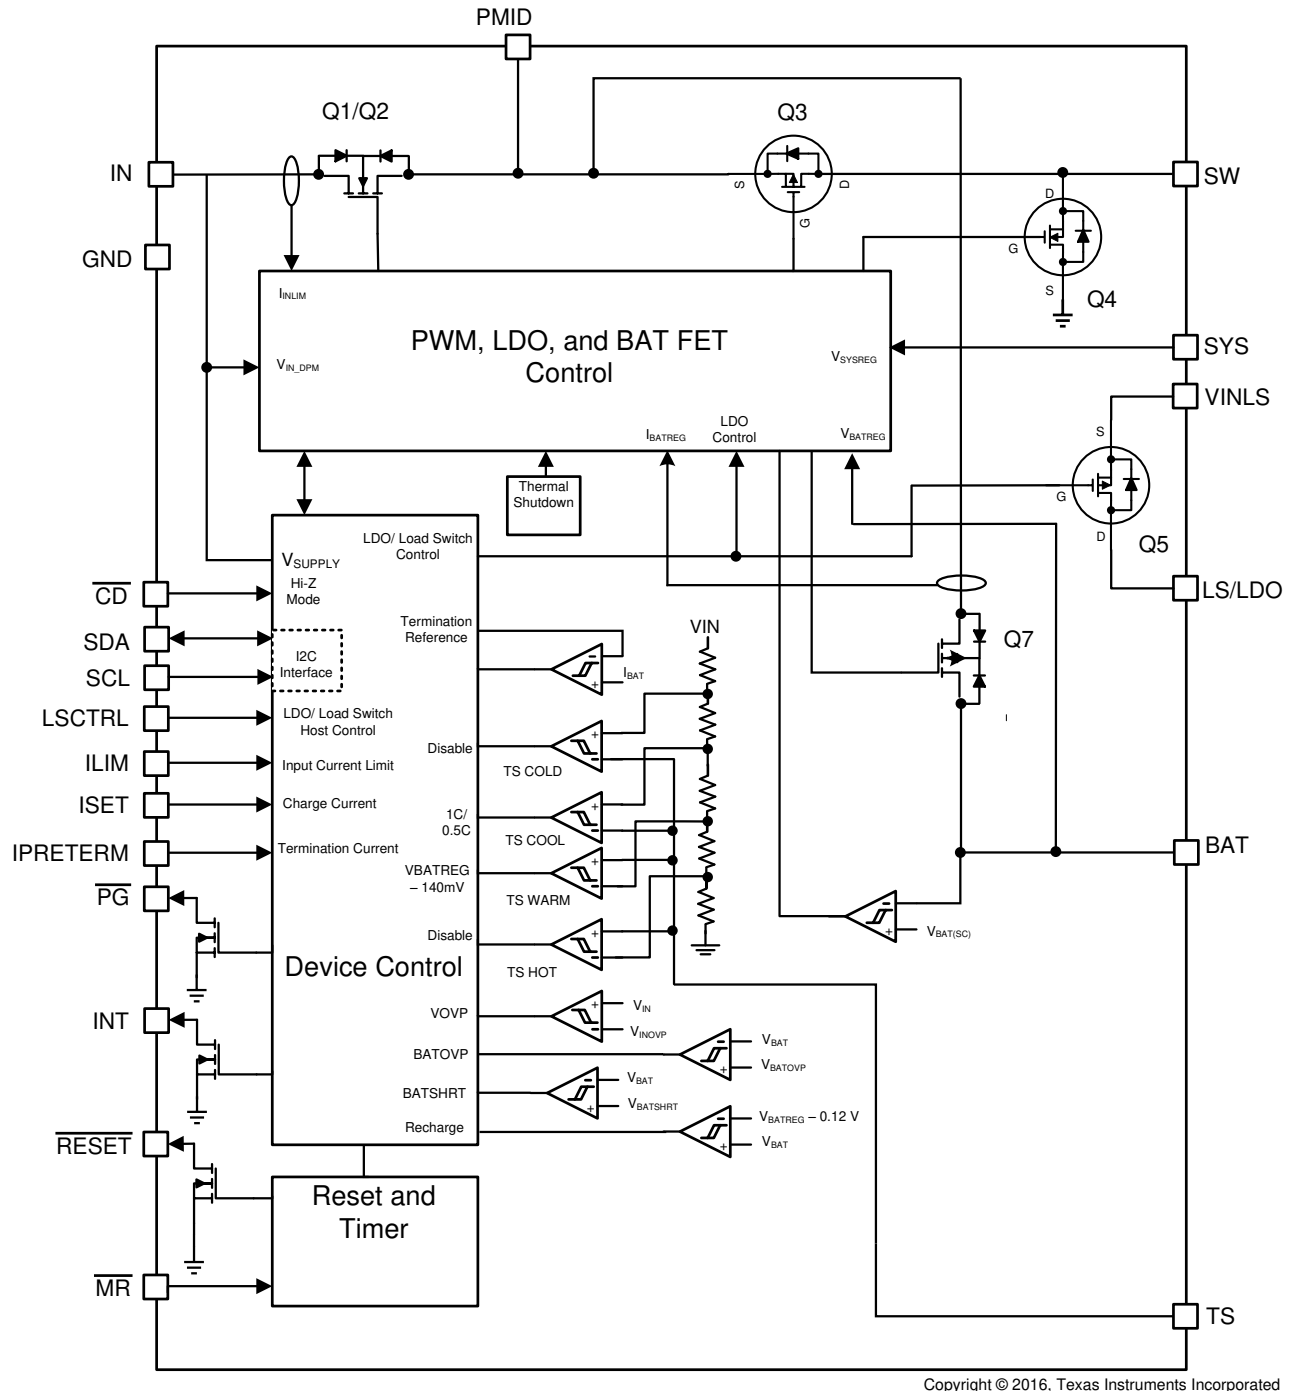 PMID
Q1/Q2
Q3
IN
S
D
G
SW
D
G
S
Q4
GND
IINLIM
PWM, LDO, and BAT FET
Control
VIN_DPM
VSYSREG
SYS
VINLS
IBATREG
LDO
Control
VBATREG
S
G
D
Q5
Thermal
Shutdown
LDO/ Load Switch
Control
VSUPPLY
Hi-Z
Mode
CD
LS/LDO
SDA
I2C
Interface
SCL
Termination
Reference
IBAT
VIN
Q7
LSCTRL
LDO/ Load Switch
Host Control
Disable
TS COLD
ILIM
Input Current Limit
ISET
Charge Current
1C/
0.5C
TS COOL
IPRETERM
Termination Current
VBATREG
– 140mV
TS WARM
BAT
PG
Disable
TS HOT
VBAT(SC)
Device Control
INT
VOVP
VIN
VINOVP
BATOVP
VBAT
VBATOVP
BATSHRT
VBAT
VBATSHRT
Recharge
VBATREG – 0.12 V
VBAT
RESET
Reset and
Timer
MR
TS
Copyright © 2016, Texas Instruments Incorporated